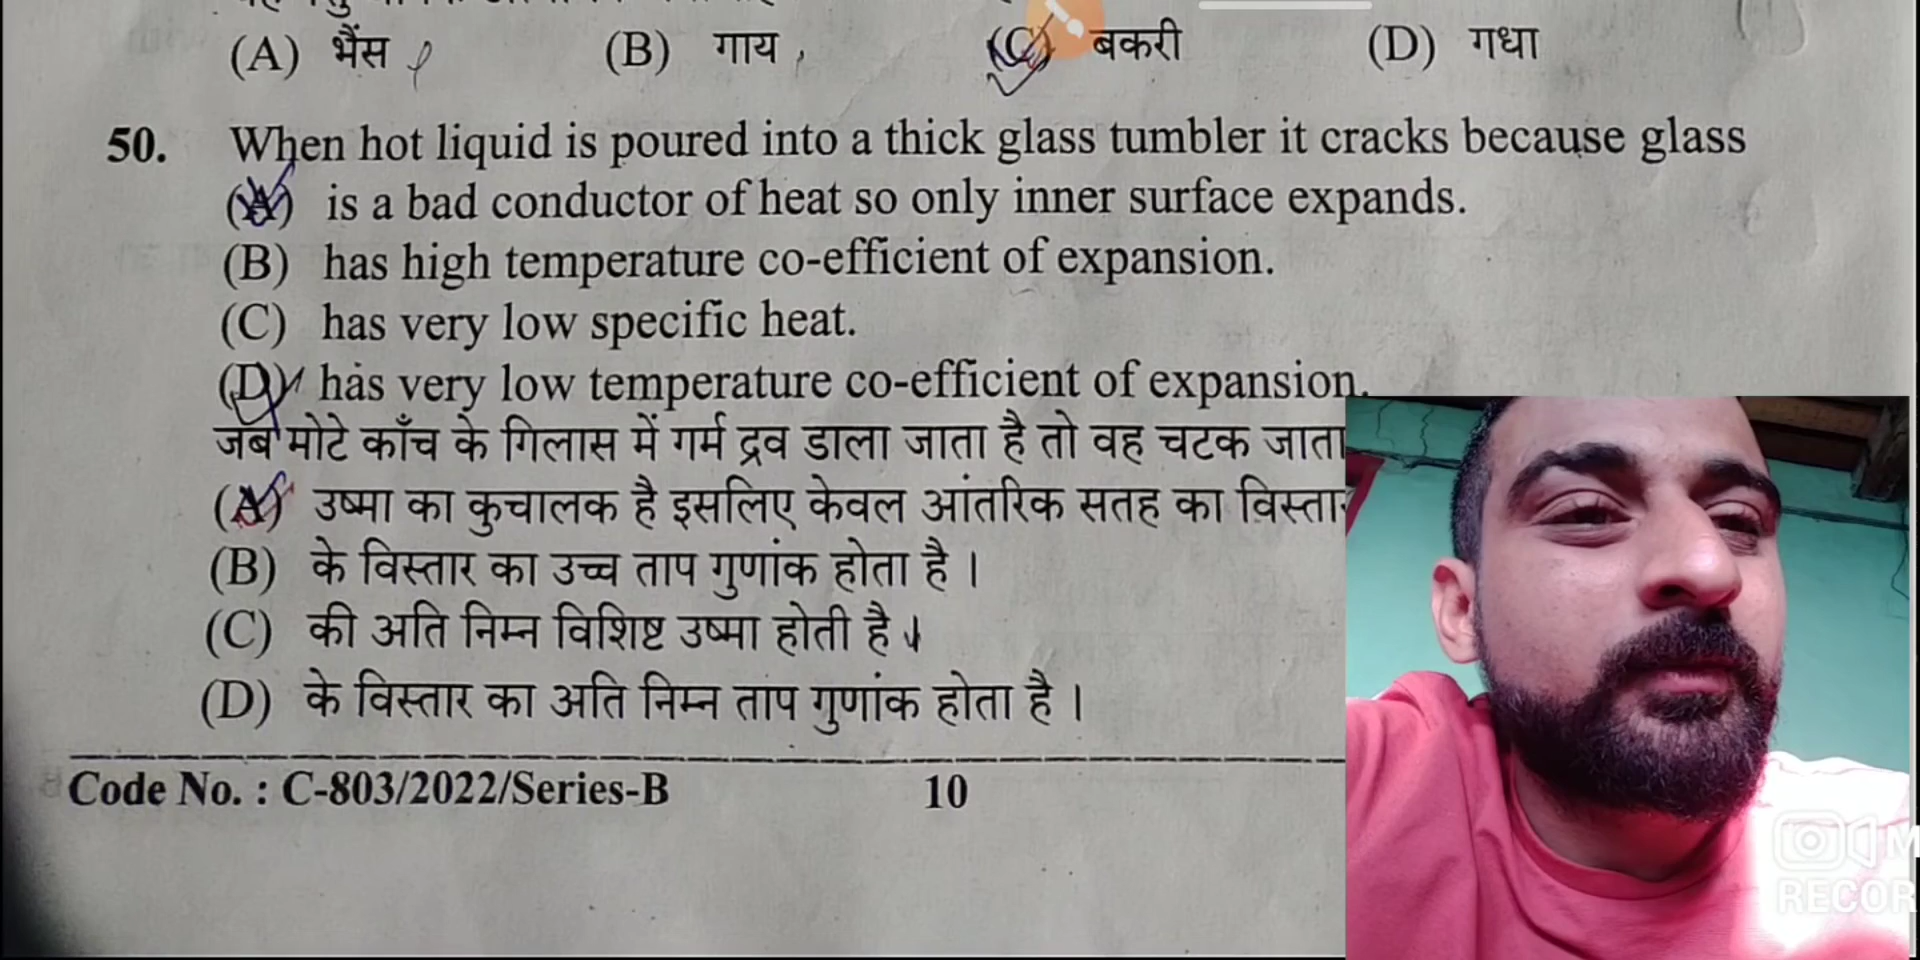 (A) भैंस (B) गाय (C) बकरी (D) गधा
50. When hot liquid is poured into a thick glass tumbler it cracks because glass
(A) is a bad conductor of heat so only inner surface expands.
(B) has high temperature co-efficient of expansion.
(C) has very low specific heat.
(D) has very low temperature co-efficient of expansion.
जब मोटे काँच के गिलास में गर्म द्रव डाला जाता है तो वह चटक जाता
(A) उष्मा का कुचालक है इसलिए केवल आंतरिक सतह का
(B) के विस्तार का उच्च ताप गुणांक होता है ।
(C) की अति निम्न विशिष्ट उष्मा होती है ।
(D) के विस्तार का अति निम्न ताप गुणांक होता है ।
Code No. : C-803/2022/Series-B 10